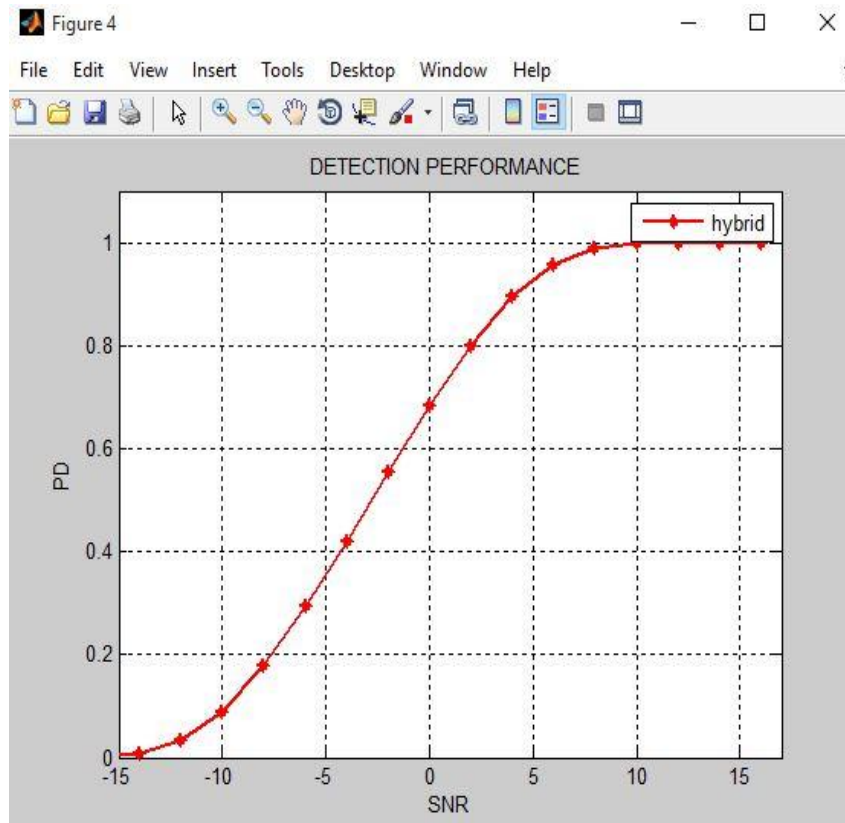 Figure 4
File Edit View Insert Tools Desktop Window Help
DETECTION PERFORMANCE
hybrid
1
0.8
0.6
0.4
0.2
0
PD
-15 -10 -5 0 5 10 15
SNR